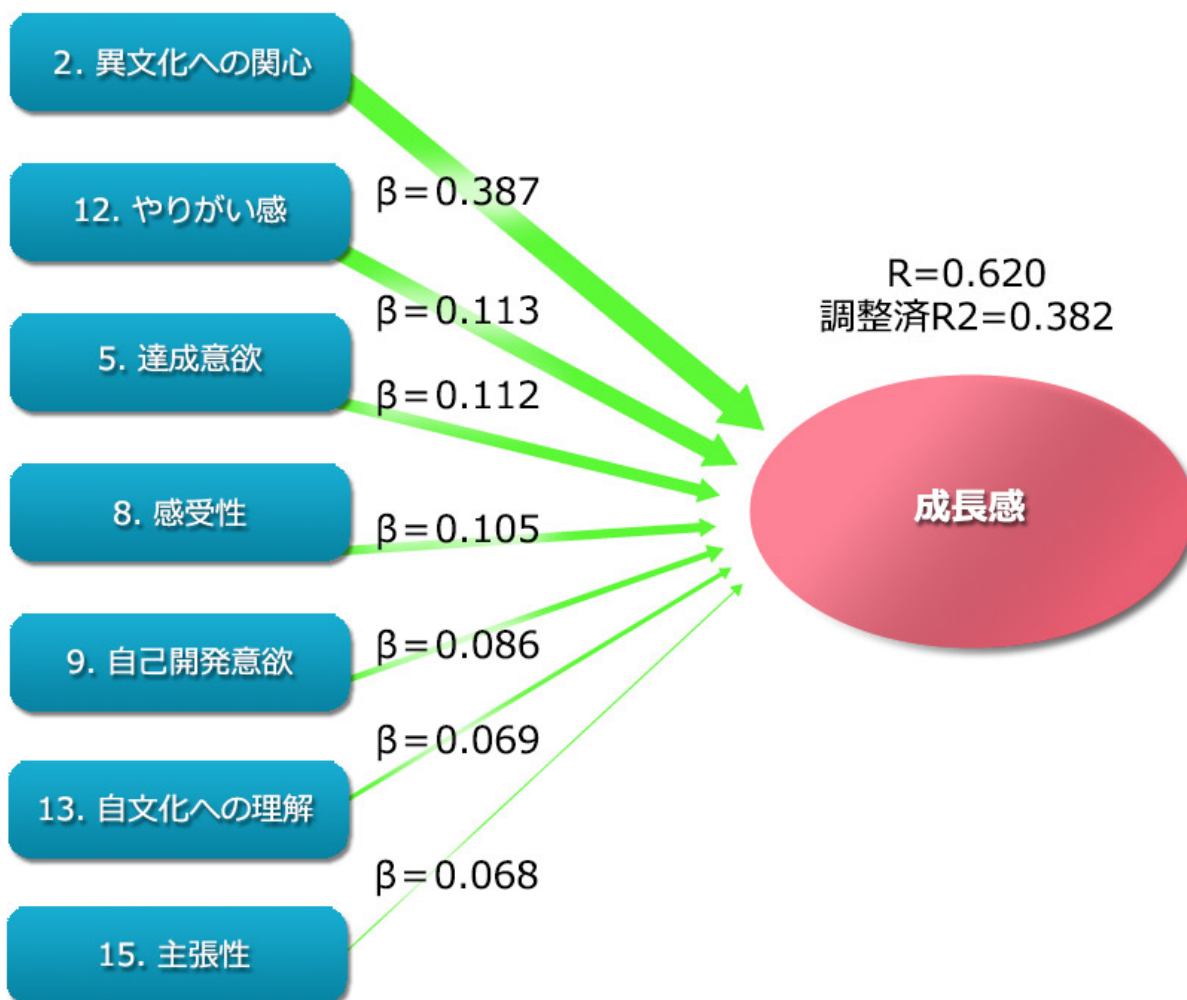 2. 異文化への関心
β=0.387
12. やりがい感
β=0.113
5. 達成意欲
β=0.112
8. 感受性
β=0.105
9. 自己開発意欲
β=0.086
13. 自文化への理解
β=0.069
15. 主張性
β=0.068
R=0.620
調整済R2=0.382
成長感